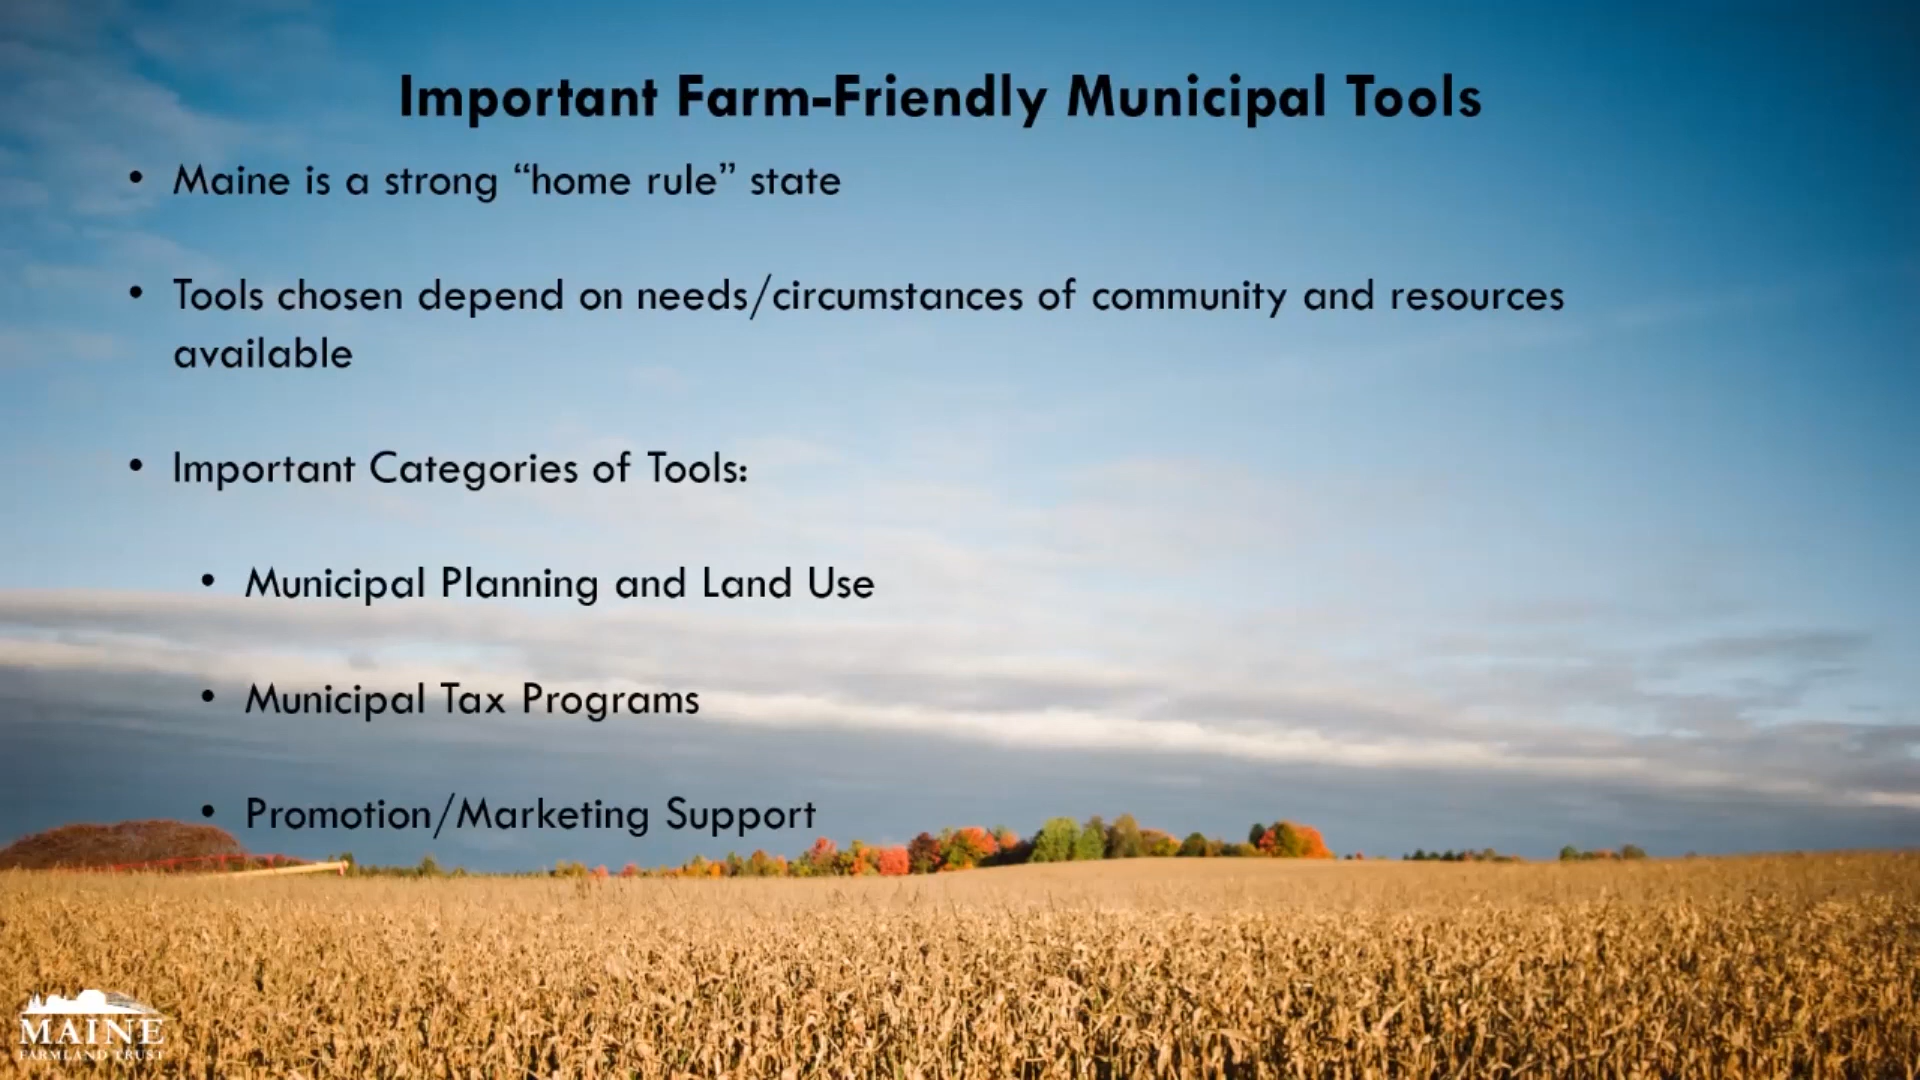 Important Farm-Friendly Municipal Tools
• Maine is a strong “home rule” state
• Tools chosen depend on needs/circumstances of community and resources
available
• Important Categories of Tools:
• Municipal Planning and Land Use
• Municipal Tax Programs
• Promotion/Marketing Support
MAINE
FARMLAND TRUST